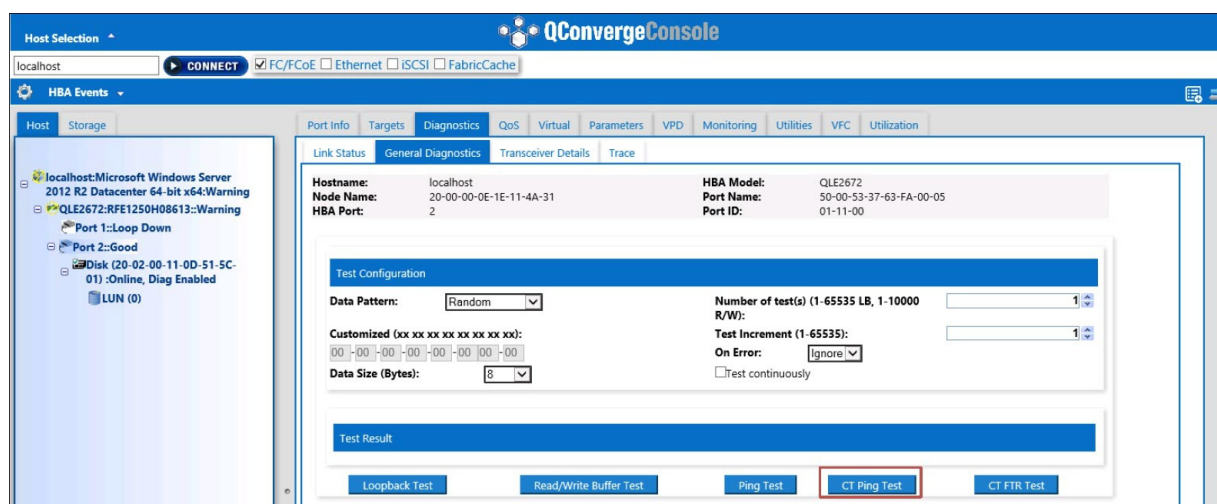 Host Selection
QConvergeConsole
localhost
CONNECT
FC/FCoE Ethernet iSCSI FabricCache
HBA Events
Host Storage
Port Info Targets Diagnostics QoS Virtual Parameters VPD Monitoring Utilities VFC Utilization
Link Status General Diagnostics Transceiver Details Trace
localhost:Microsoft Windows Server
2012 R2 Datacenter 64-bit x64:Warning
QLE2672:RFE1250H08613::Warning
Port 1::Loop Down
Port 2::Good
Disk (20-02-00-11-0D-51-5C-
01) :Online, Diag Enabled
LUN (0)
Hostname: localhost HBA Model: QLE2672
Node Name: 20-00-00-0E-1E-11-4A-31 Port Name: 50-00-53-37-63-FA-00-05
HBA Port: 2 Port ID: 01-11-00
Test Configuration
Data Pattern: Random
Number of test(s) (1-65535 LB, 1-10000
R/W): 1
Customized (xx xx xx xx xx xx xx xx):
00 -00 -00 -00 -00 -00 00 -00
Test Increment (1-65535): 1
On Error: Ignore
Data Size (Bytes): 8
Test continuously
Test Result
Loopback Test Read/Write Buffer Test Ping Test CT Ping Test CT FTR Test